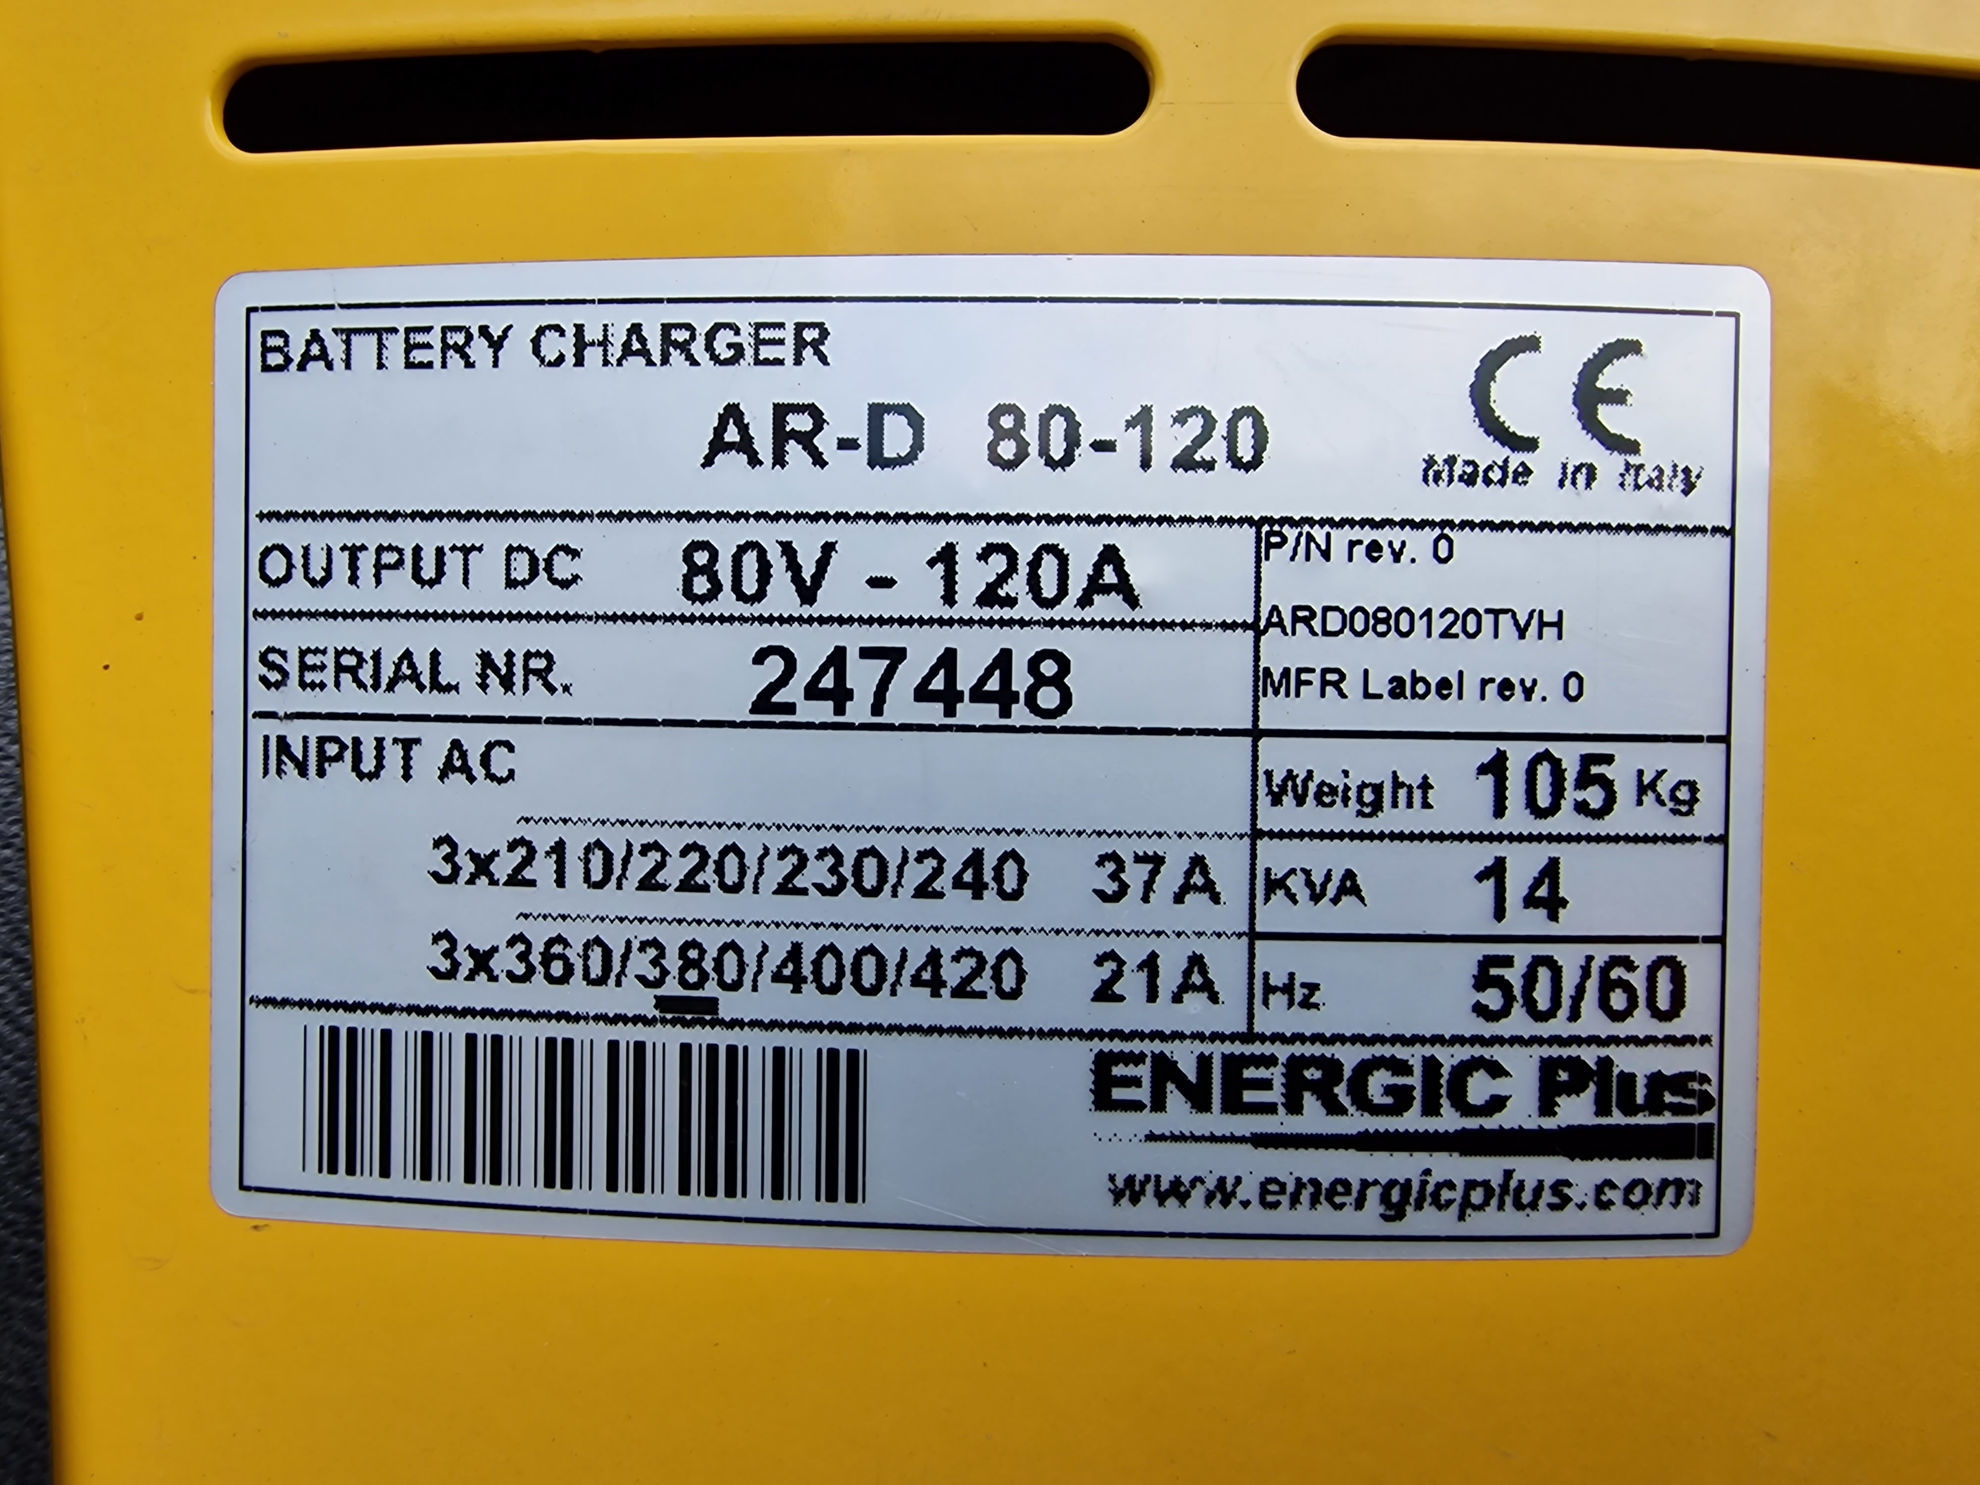 BATTERY CHARGER
AR-D 80-120
CE
Made in Italy
OUTPUT DC 80V - 120A
P/N rev. 0
ARD080120TVH
MFR Label rev. 0
SERIAL NR. 247448
INPUT AC
Weight 105 Kg
3x210/220/230/240 37A
KVA 14
3x360/380/400/420 21A
Hz 50/60
ENERGIC Plus
www.energicplus.com